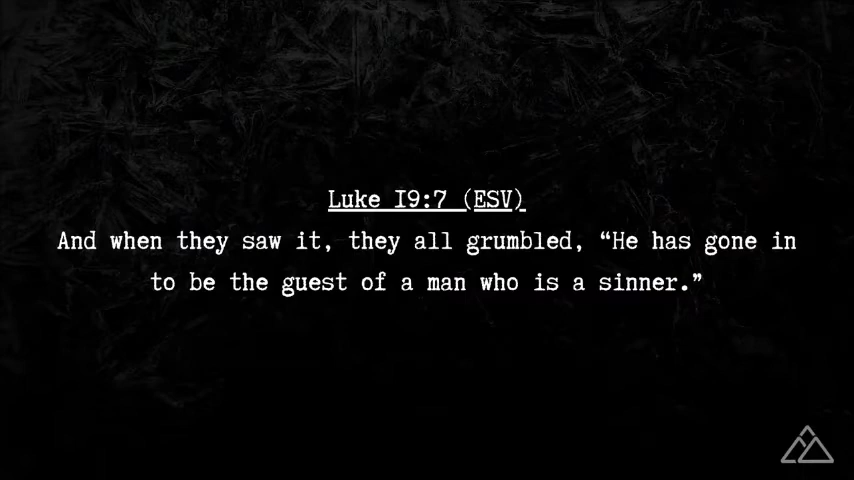 Luke 19:7 (ESV)
And when they saw it, they all grumbled, “He has gone in
to be the guest of a man who is a sinner.”